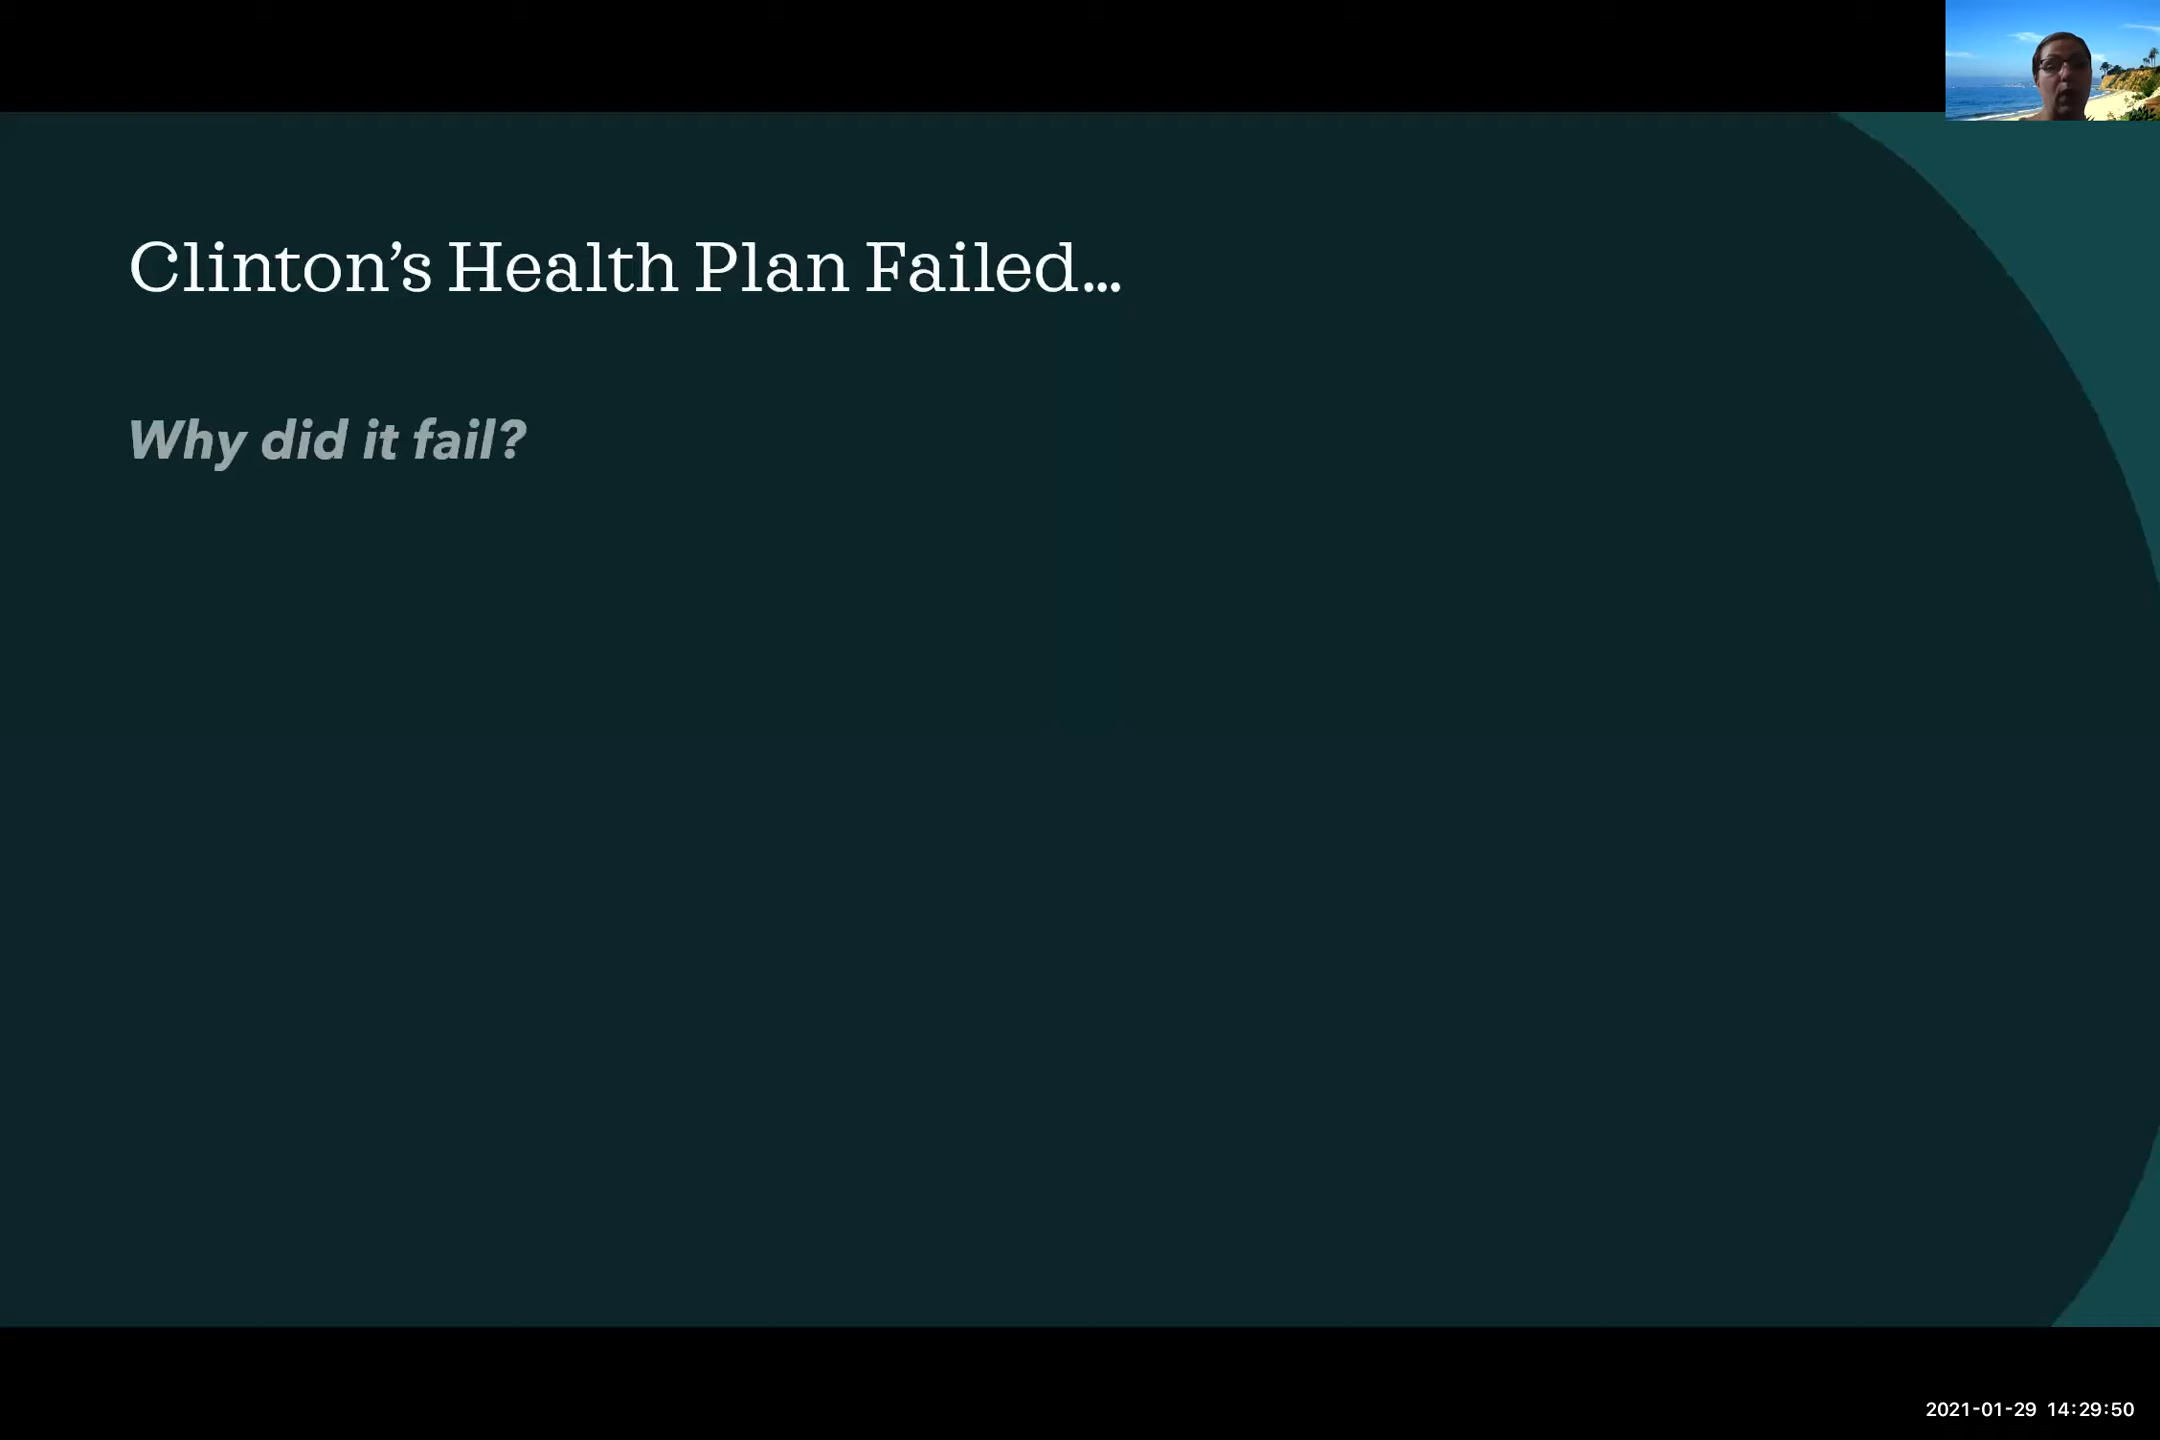 Clinton’s Health Plan Failed...
Why did it fail?
2021-01-29 14:29:50